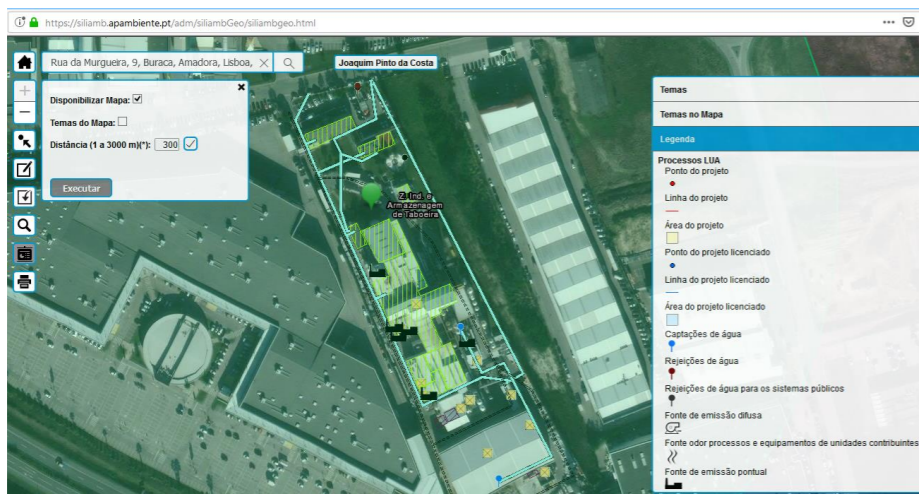 https://siliamb.apambiente.pt/adm/siliambGeo/siliambgeo.html
Rua da Murgueira, 9, Buraca, Amadora, Lisboa,
Joaquim Pinto da Costa
Disponibilizar Mapa:
Temas do Mapa:
Distância (1 a 3000 m)(*): 300
Executar
Z. Ind. e
Armazenagem
de Taboeira
Temas
Temas no Mapa
Legenda
Processos LUA
Ponto do projeto
Linha do projeto
Área do projeto
Ponto do projeto licenciado
Linha do projeto licenciado
Área do projeto licenciado
Captações de água
Rejeições de água
Rejeições de água para os sistemas públicos
Fonte de emissão difusa
Fonte odor processos e equipamentos de unidades contribuintes
Fonte de emissão pontual